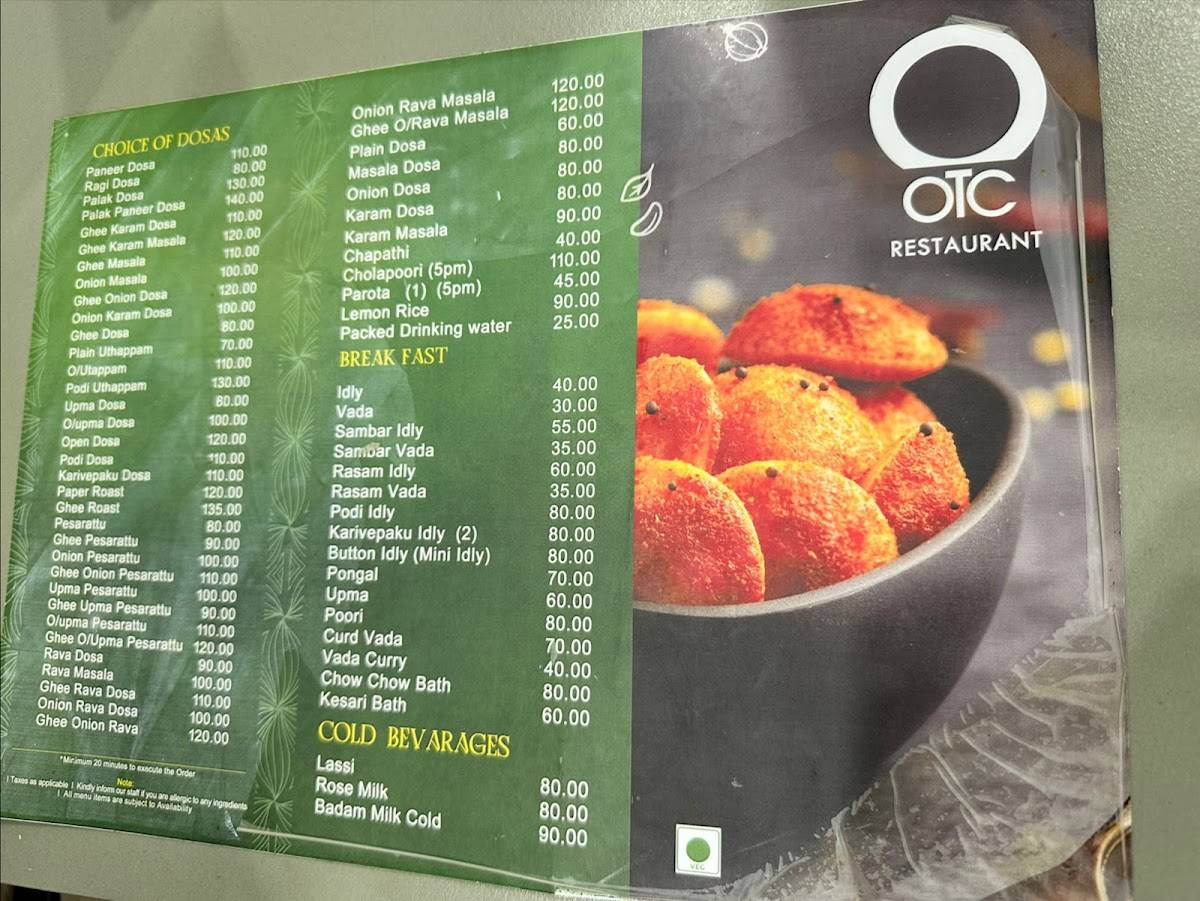 CHOICE OF DOSAS
Paneer Dosa 110.00
Ragi Dosa 80.00
Palak Dosa 130.00
Palak Paneer Dosa 140.00
Ghee Karam Dosa 110.00
Ghee Karam Masala 120.00
Ghee Masala 110.00
Onion Masala 100.00
Ghee Onion Dosa 120.00
Onion Karam Dosa 100.00
Ghee Dosa 80.00
Plain Uthappam 70.00
O/Utappam 110.00
Podi Uthappam 130.00
Upma Dosa 80.00
O/upma Dosa 100.00
Open Dosa 120.00
Podi Dosa 110.00
Karivepaku Dosa 110.00
Paper Roast 120.00
Ghee Roast 135.00
Pesarattu 80.00
Ghee Pesarattu 90.00
Onion Pesarattu 100.00
Ghee Onion Pesarattu 110.00
Upma Pesarattu 100.00
Ghee Upma Pesarattu 90.00
O/upma Pesarattu 110.00
Ghee O/Upma Pesarattu 120.00
Rava Dosa 90.00
Rava Masala 100.00
Ghee Rava Dosa 110.00
Onion Rava Dosa 100.00
Ghee Onion Rava 120.00
*Minimum 20 minutes to execute the Order
Note:
I Taxes as applicable I Kindly inform our staff if you are allergic to any ingredients
I All menu items are subject to Availability
Onion Rava Masala 120.00
Ghee O/Rava Masala 120.00
Plain Dosa 60.00
Masala Dosa 80.00
Onion Dosa 80.00
Karam Dosa 80.00
Karam Masala 90.00
Chapathi 40.00
Cholapoori (5pm) 110.00
Parota (1) (5pm) 45.00
Lemon Rice 90.00
Packed Drinking water 25.00
BREAK FAST
Idly 40.00
Vada 30.00
Sambar Idly 55.00
Sambar Vada 35.00
Rasam Idly 60.00
Rasam Vada 35.00
Podi Idly 80.00
Karivepaku Idly (2) 80.00
Button Idly (Mini Idly) 80.00
Pongal 70.00
Upma 60.00
Poori 80.00
Curd Vada 70.00
Vada Curry 40.00
Chow Chow Bath 80.00
Kesari Bath 60.00
COLD BEVARAGES
Lassi 80.00
Rose Milk 80.00
Badam Milk Cold 90.00
OTC
RESTAURANT
VEG